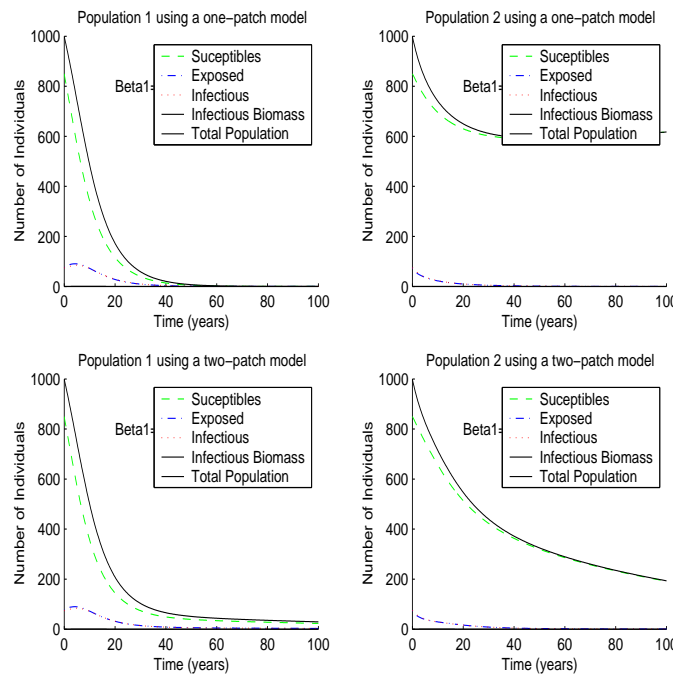 Population 1 using a one-patch model
Number of Individuals
1000
800
600
400
200
0
0 20 40 60 80 100
Time (years)
Beta1=
Suceptibles
Exposed
Infectious
Infectious Biomass
Total Population
Population 2 using a one-patch model
Number of Individuals
1000
800
600
400
200
0
0 20 40 60 80 100
Time (years)
Beta1=
Suceptibles
Exposed
Infectious
Infectious Biomass
Total Population
Population 1 using a two-patch model
Number of Individuals
1000
800
600
400
200
0
0 20 40 60 80 100
Time (years)
Beta1=
Suceptibles
Exposed
Infectious
Infectious Biomass
Total Population
Population 2 using a two-patch model
Number of Individuals
1000
800
600
400
200
0
0 20 40 60 80 100
Time (years)
Beta1=
Suceptibles
Exposed
Infectious
Infectious Biomass
Total Population